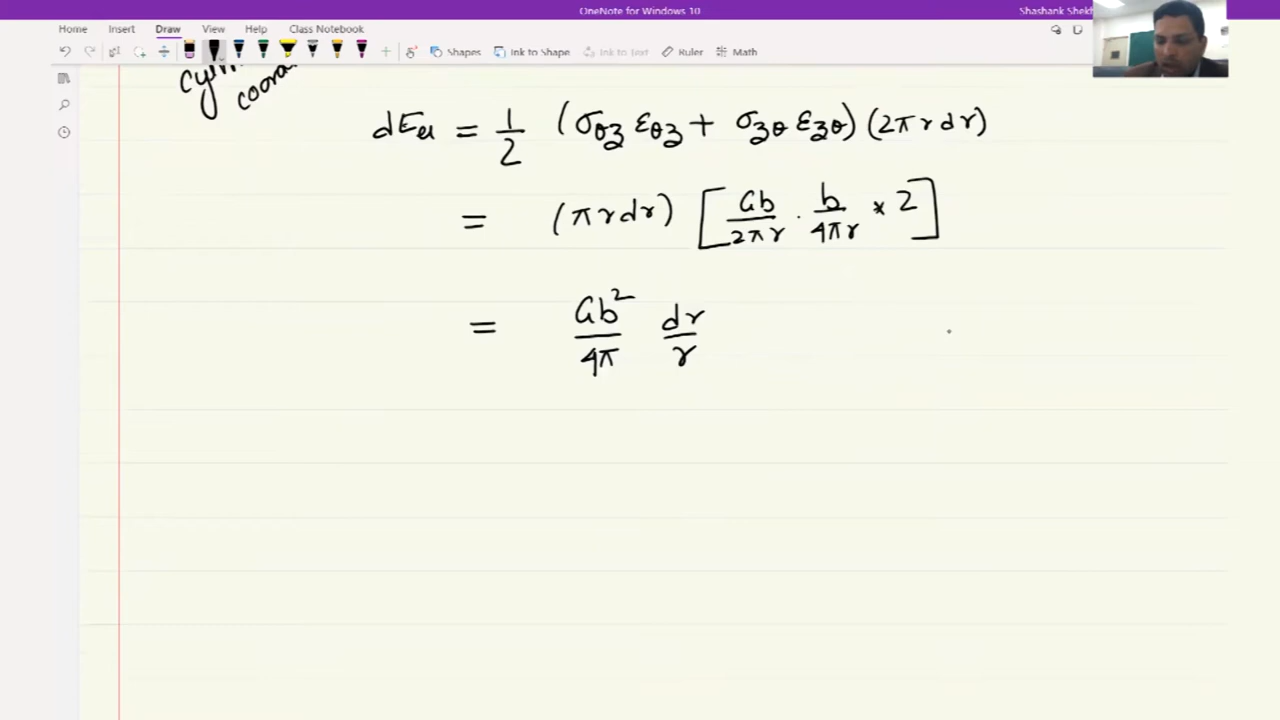 OneNote for Windows 10
Shashank Shekh
Home Insert Draw View Help Class Notebook
Shapes Ink to Shape Ink to Text Ruler Math
dE_el = 1/2 (σ_θz ε_θz + σ_zθ ε_zθ) (2πr dr)
= (πr dr) [Gb/2πr · b/4πr * 2]
= Gb²/4π dr/r